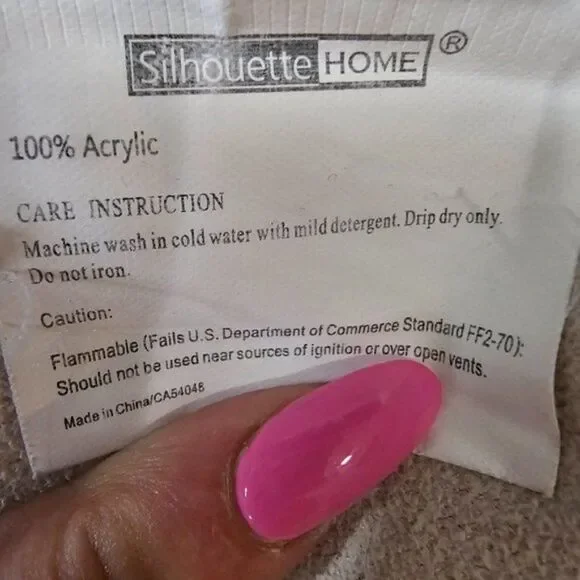 Silhouette HOME ®
100% Acrylic
CARE INSTRUCTION
Machine wash in cold water with mild detergent. Drip dry only.
Do not iron.
Caution:
Flammable (Fails U.S. Department of Commerce Standard FF2-70):
Should not be used near sources of ignition or over open vents.
Made in China/CA54048